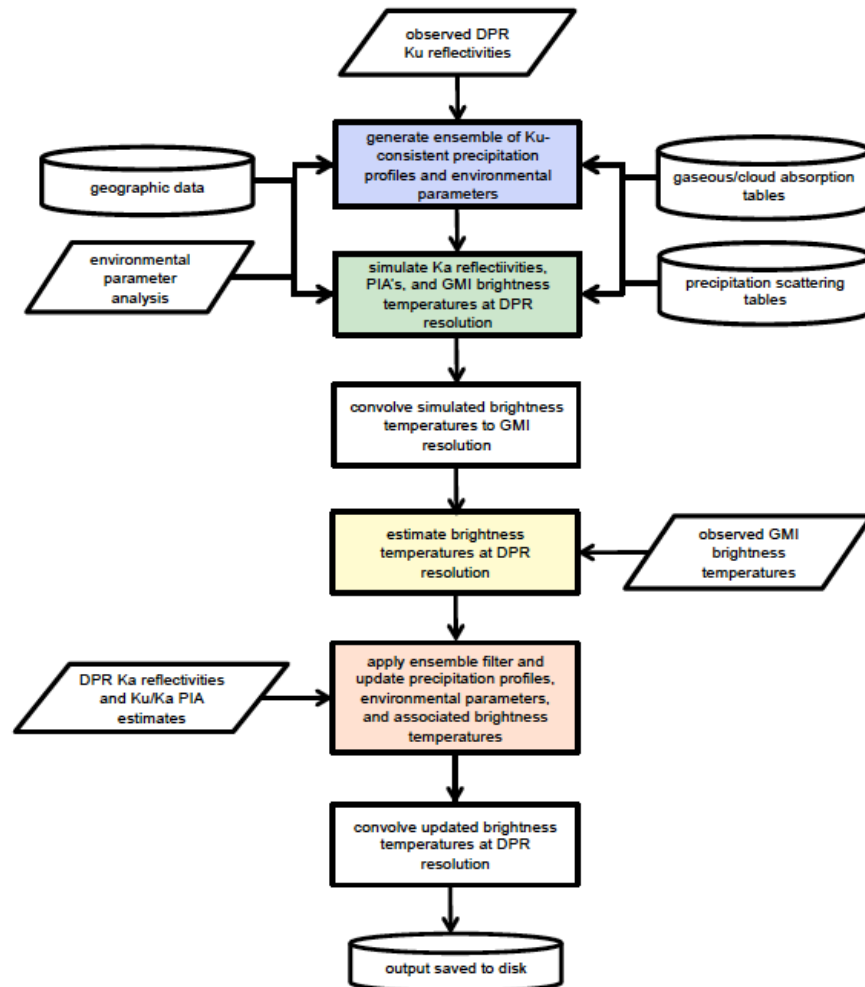 observed DPR
Ku reflectivities
generate ensemble of Ku-
consistent precipitation
profiles and environmental
parameters
geographic data
gaseous/cloud absorption
tables
environmental
parameter
analysis
simulate Ka reflectiivities,
PIA's, and GMI brightness
temperatures at DPR
resolution
precipitation scattering
tables
convolve simulated brightness
temperatures to GMI
resolution
estimate brightness
temperatures at DPR
resolution
observed GMI
brightness
temperatures
DPR Ka reflectivities
and Ku/Ka PIA
estimates
apply ensemble filter and
update precipitation profiles,
environmental parameters,
and associated brightness
temperatures
convolve updated brightness
temperatures at DPR
resolution
output saved to disk